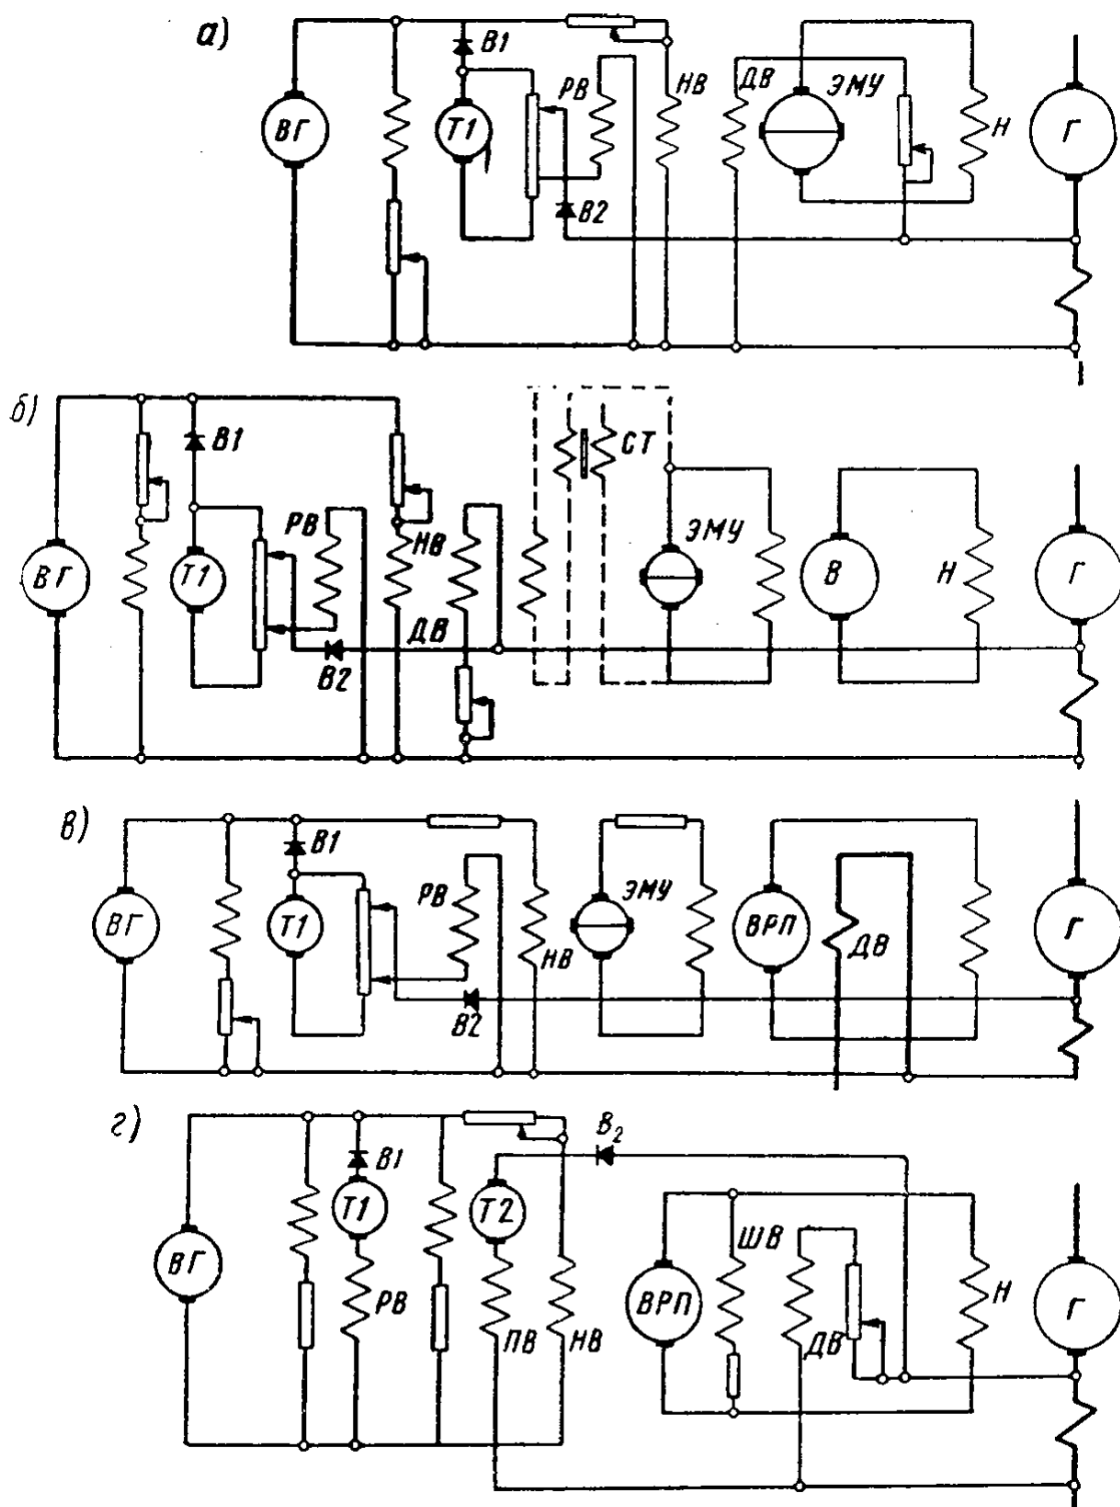 а)
В1
ВГ
Т1
РВ
НВ
ДВ
ЭМУ
Н
Г
В2
б)
В1
СТ
РВ
НВ
ЭМУ
ВГ
Т1
В
Н
Г
ДВ
В2
в)
В1
РВ
ЭМУ
ВГ
Т1
ВРП
ДВ
Г
НВ
В2
г)
В1
В₂
Т1
Т2
ШВ
ВГ
РВ
ВРП
Н
Г
ПВ
НВ
ДВ